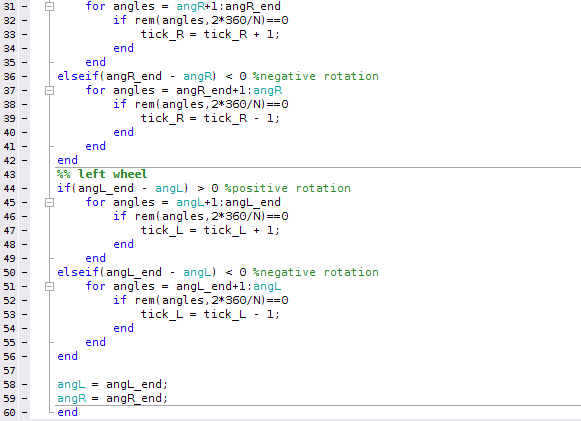 31 - for angles = angR+1:angR_end
32 - if rem(angles,2*360/N)==0
33 - tick_R = tick_R + 1;
34 - end
35 - end
36 - elseif(angR_end - angR) < 0 %negative rotation
37 - for angles = angR_end+1:angR
38 - if rem(angles,2*360/N)==0
39 - tick_R = tick_R - 1;
40 - end
41 - end
42 - end
43 %% left wheel
44 - if(angL_end - angL) > 0 %positive rotation
45 - for angles = angL+1:angL_end
46 - if rem(angles,2*360/N)==0
47 - tick_L = tick_L + 1;
48 - end
49 - end
50 - elseif(angL_end - angL) < 0 %negative rotation
51 - for angles = angL_end+1:angL
52 - if rem(angles,2*360/N)==0
53 - tick_L = tick_L - 1;
54 - end
55 - end
56 - end
57
58 - angL = angL_end;
59 - angR = angR_end;
60 - end